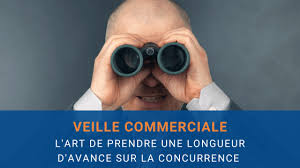 VEILLE COMMERCIALE
L'ART DE PRENDRE UNE LONGUEUR
D'AVANCE SUR LA CONCURRENCE